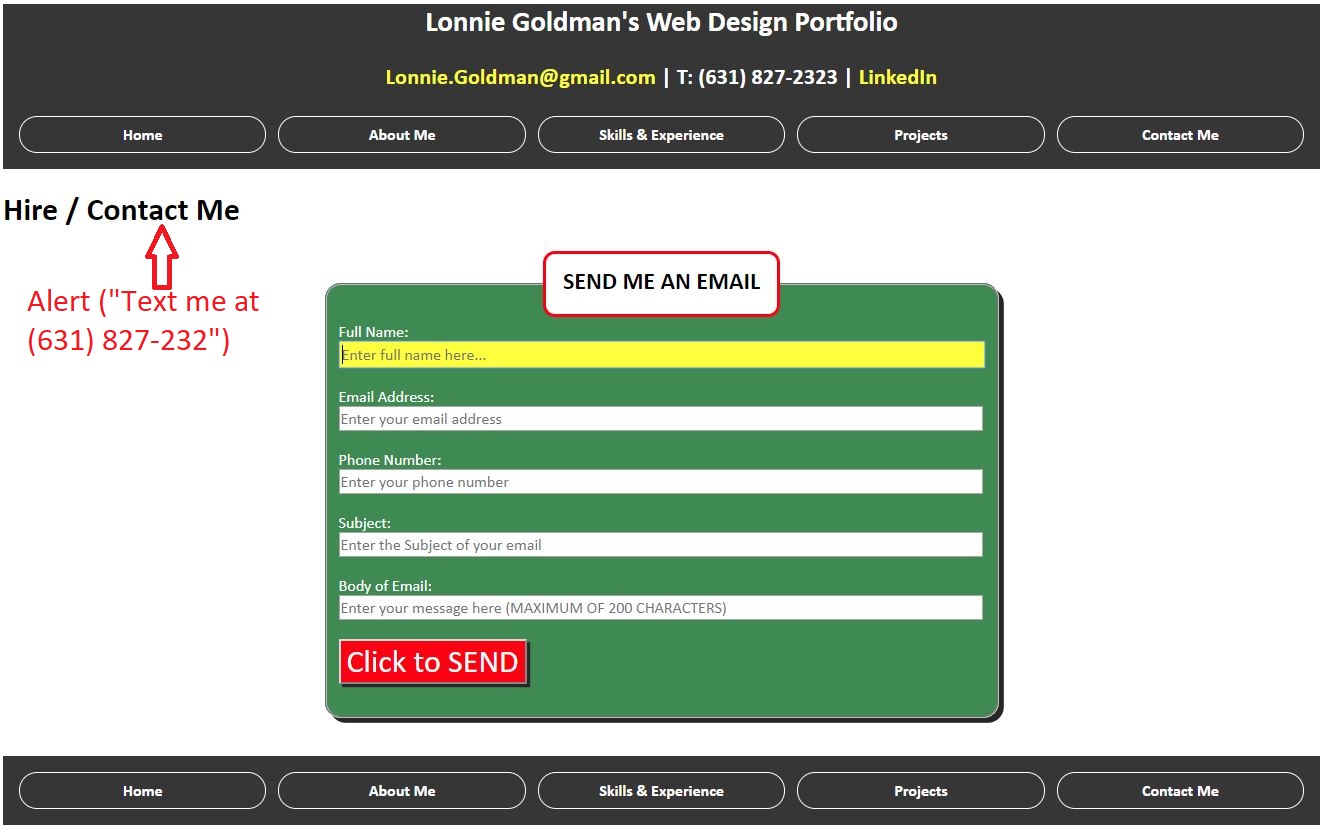 Lonnie Goldman's Web Design Portfolio
Lonnie.Goldman@gmail.com | T: (631) 827-2323 | LinkedIn
Home About Me Skills & Experience Projects Contact Me
Hire / Contact Me
Alert ("Text me at
(631) 827-232")
SEND ME AN EMAIL
Full Name:
Enter full name here...
Email Address:
Enter your email address
Phone Number:
Enter your phone number
Subject:
Enter the Subject of your email
Body of Email:
Enter your message here (MAXIMUM OF 200 CHARACTERS)
Click to SEND
Home About Me Skills & Experience Projects Contact Me